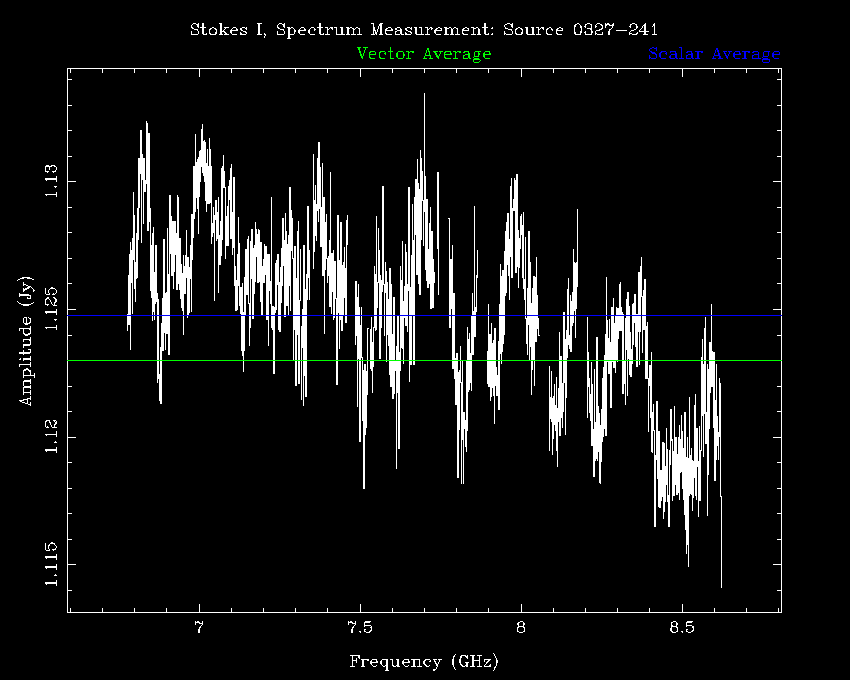 Stokes I, Spectrum Measurement: Source 0327-241
Vector Average Scalar Average
1.13
1.125
1.12
1.115
Amplitude (Jy)
7 7.5 8 8.5
Frequency (GHz)